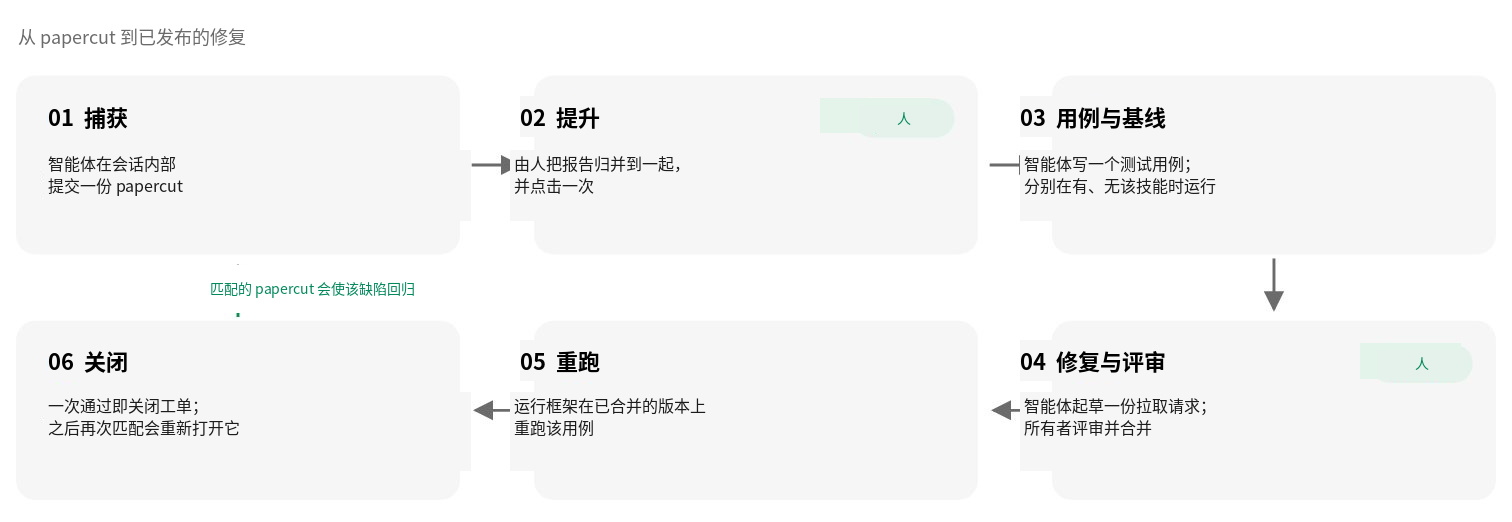 从 papercut 到已发布的修复
01 捕获
智能体在会话内部
提交一份 papercut
02 提升
人
由人把报告归并到一起，
并点击一次
03 用例与基线
智能体写一个测试用例；
分别在有、无该技能时运行
匹配的 papercut 会使该缺陷回归
06 关闭
一次通过即关闭工单；
之后再次匹配会重新打开它
05 重跑
运行框架在已合并的版本上
重跑该用例
04 修复与评审
人
智能体起草一份拉取请求；
所有者评审并合并